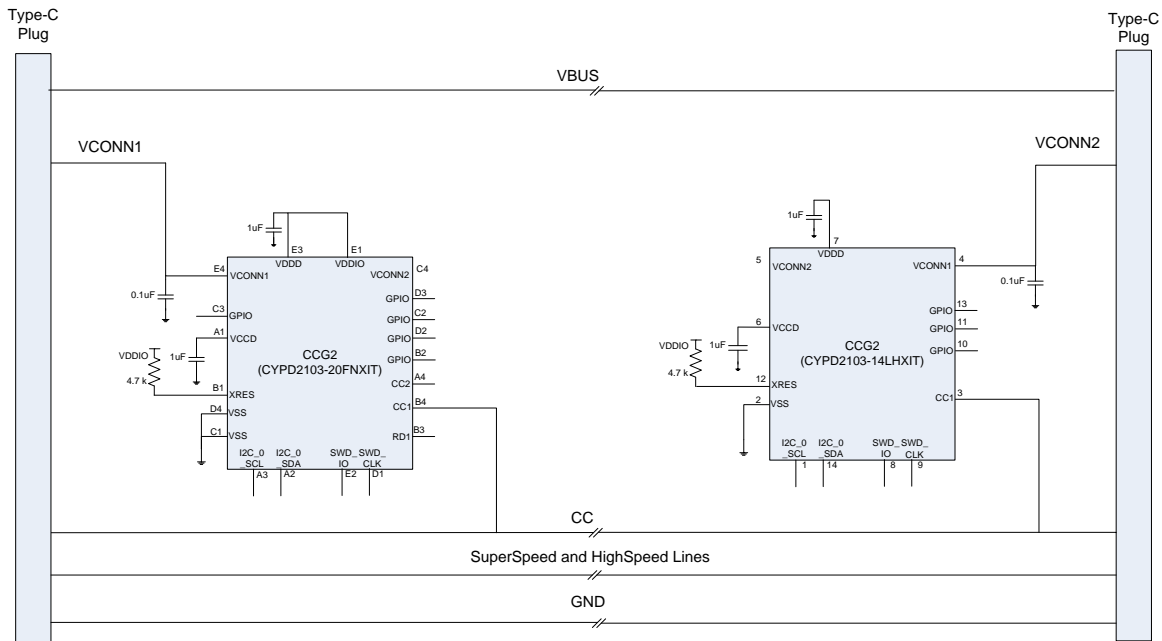 Type-C
Plug
Type-C
Plug
VBUS
VCONN1
VCONN2
1uF
E3
E1
VDDD
VDDIO
E4
VCONN1
VCONN2
C4
0.1uF
C3
GPIO
GPIO
D3
GPIO
C2
A1
VCCD
GPIO
D2
VDDIO
1uF
GPIO
B2
CCG2
(CYPD2103-20FNXIT)
4.7 k
CC2
A4
B1
XRES
CC1
B4
D4
VSS
C1
VSS
RD1
B3
I2C_0
_SCL
I2C_0
_SDA
SWD_
IO
SWD_
CLK
A3
A2
E2
D1
1uF
7
VDDD
5
VCONN2
VCONN1
4
0.1uF
GPIO
13
6
VCCD
GPIO
11
VDDIO
1uF
GPIO
10
CCG2
(CYPD2103-14LHXIT)
4.7 k
12
XRES
2
VSS
CC1
3
I2C_0
_SCL
I2C_0
_SDA
SWD_
IO
SWD_
CLK
1
14
8
9
CC
SuperSpeed and HighSpeed Lines
GND